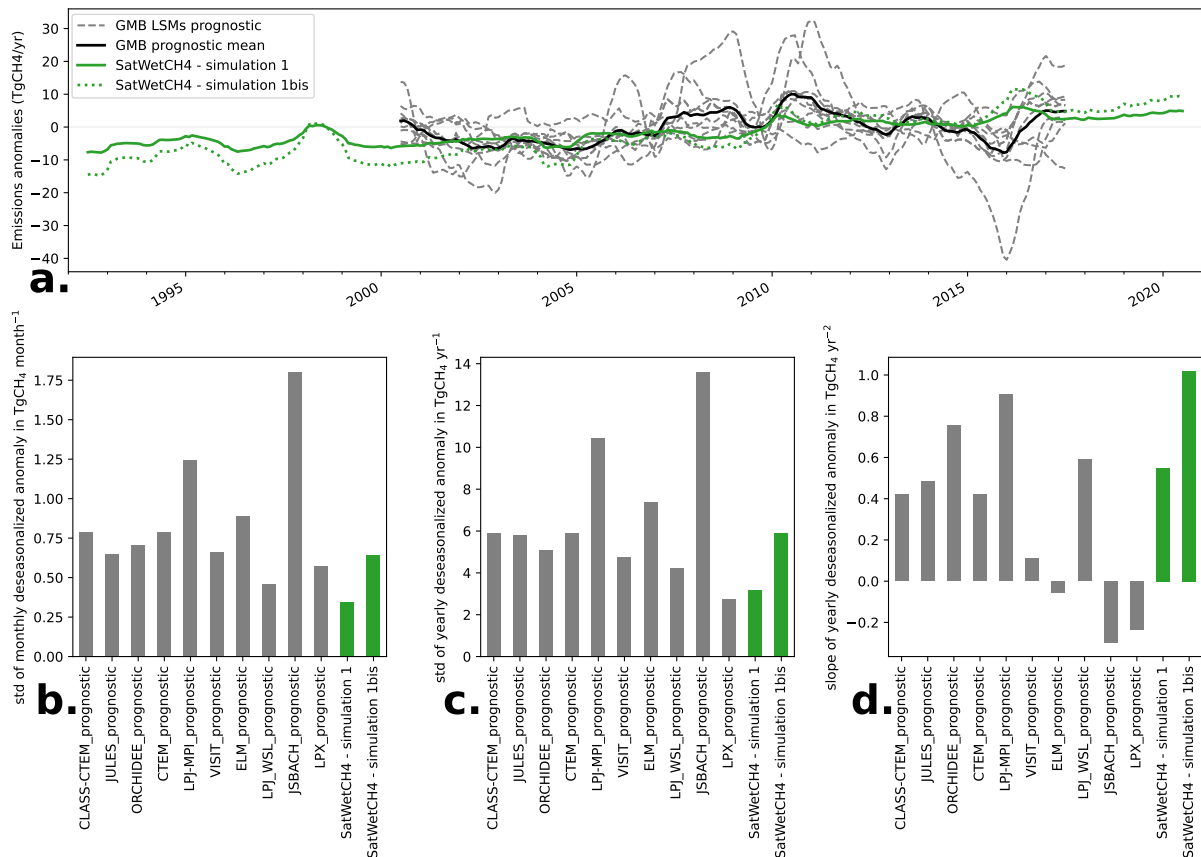 Emissions anomalies (TgCH4/yr)
30
20
10
0
−10
−20
−30
−40
GMB LSMs prognostic
GMB prognostic mean
SatWetCH4 - simulation 1
SatWetCH4 - simulation 1bis
1995
2000
2005
2010
2015
2020
a.
std of monthly deseasonalized anomaly in TgCH₄ month⁻¹
1.75
1.50
1.25
1.00
0.75
0.50
0.25
0.00
CLASS-CTEM_prognostic
JULES_prognostic
ORCHIDEE_prognostic
CTEM_prognostic
LPJ-MPI_prognostic
VISIT_prognostic
ELM_prognostic
LPJ_WSL_prognostic
JSBACH_prognostic
LPX_prognostic
SatWetCH4 - simulation 1
SatWetCH4 - simulation 1bis
b.
std of yearly deseasonalized anomaly in TgCH₄ yr⁻¹
14
12
10
8
6
4
2
0
CLASS-CTEM_prognostic
JULES_prognostic
ORCHIDEE_prognostic
CTEM_prognostic
LPJ-MPI_prognostic
VISIT_prognostic
ELM_prognostic
LPJ_WSL_prognostic
JSBACH_prognostic
LPX_prognostic
SatWetCH4 - simulation 1
SatWetCH4 - simulation 1bis
c.
slope of yearly deseasonalized anomaly in TgCH₄ yr⁻²
1.0
0.8
0.6
0.4
0.2
0.0
−0.2
CLASS-CTEM_prognostic
JULES_prognostic
ORCHIDEE_prognostic
CTEM_prognostic
LPJ-MPI_prognostic
VISIT_prognostic
ELM_prognostic
LPJ_WSL_prognostic
JSBACH_prognostic
LPX_prognostic
SatWetCH4 - simulation 1
SatWetCH4 - simulation 1bis
d.